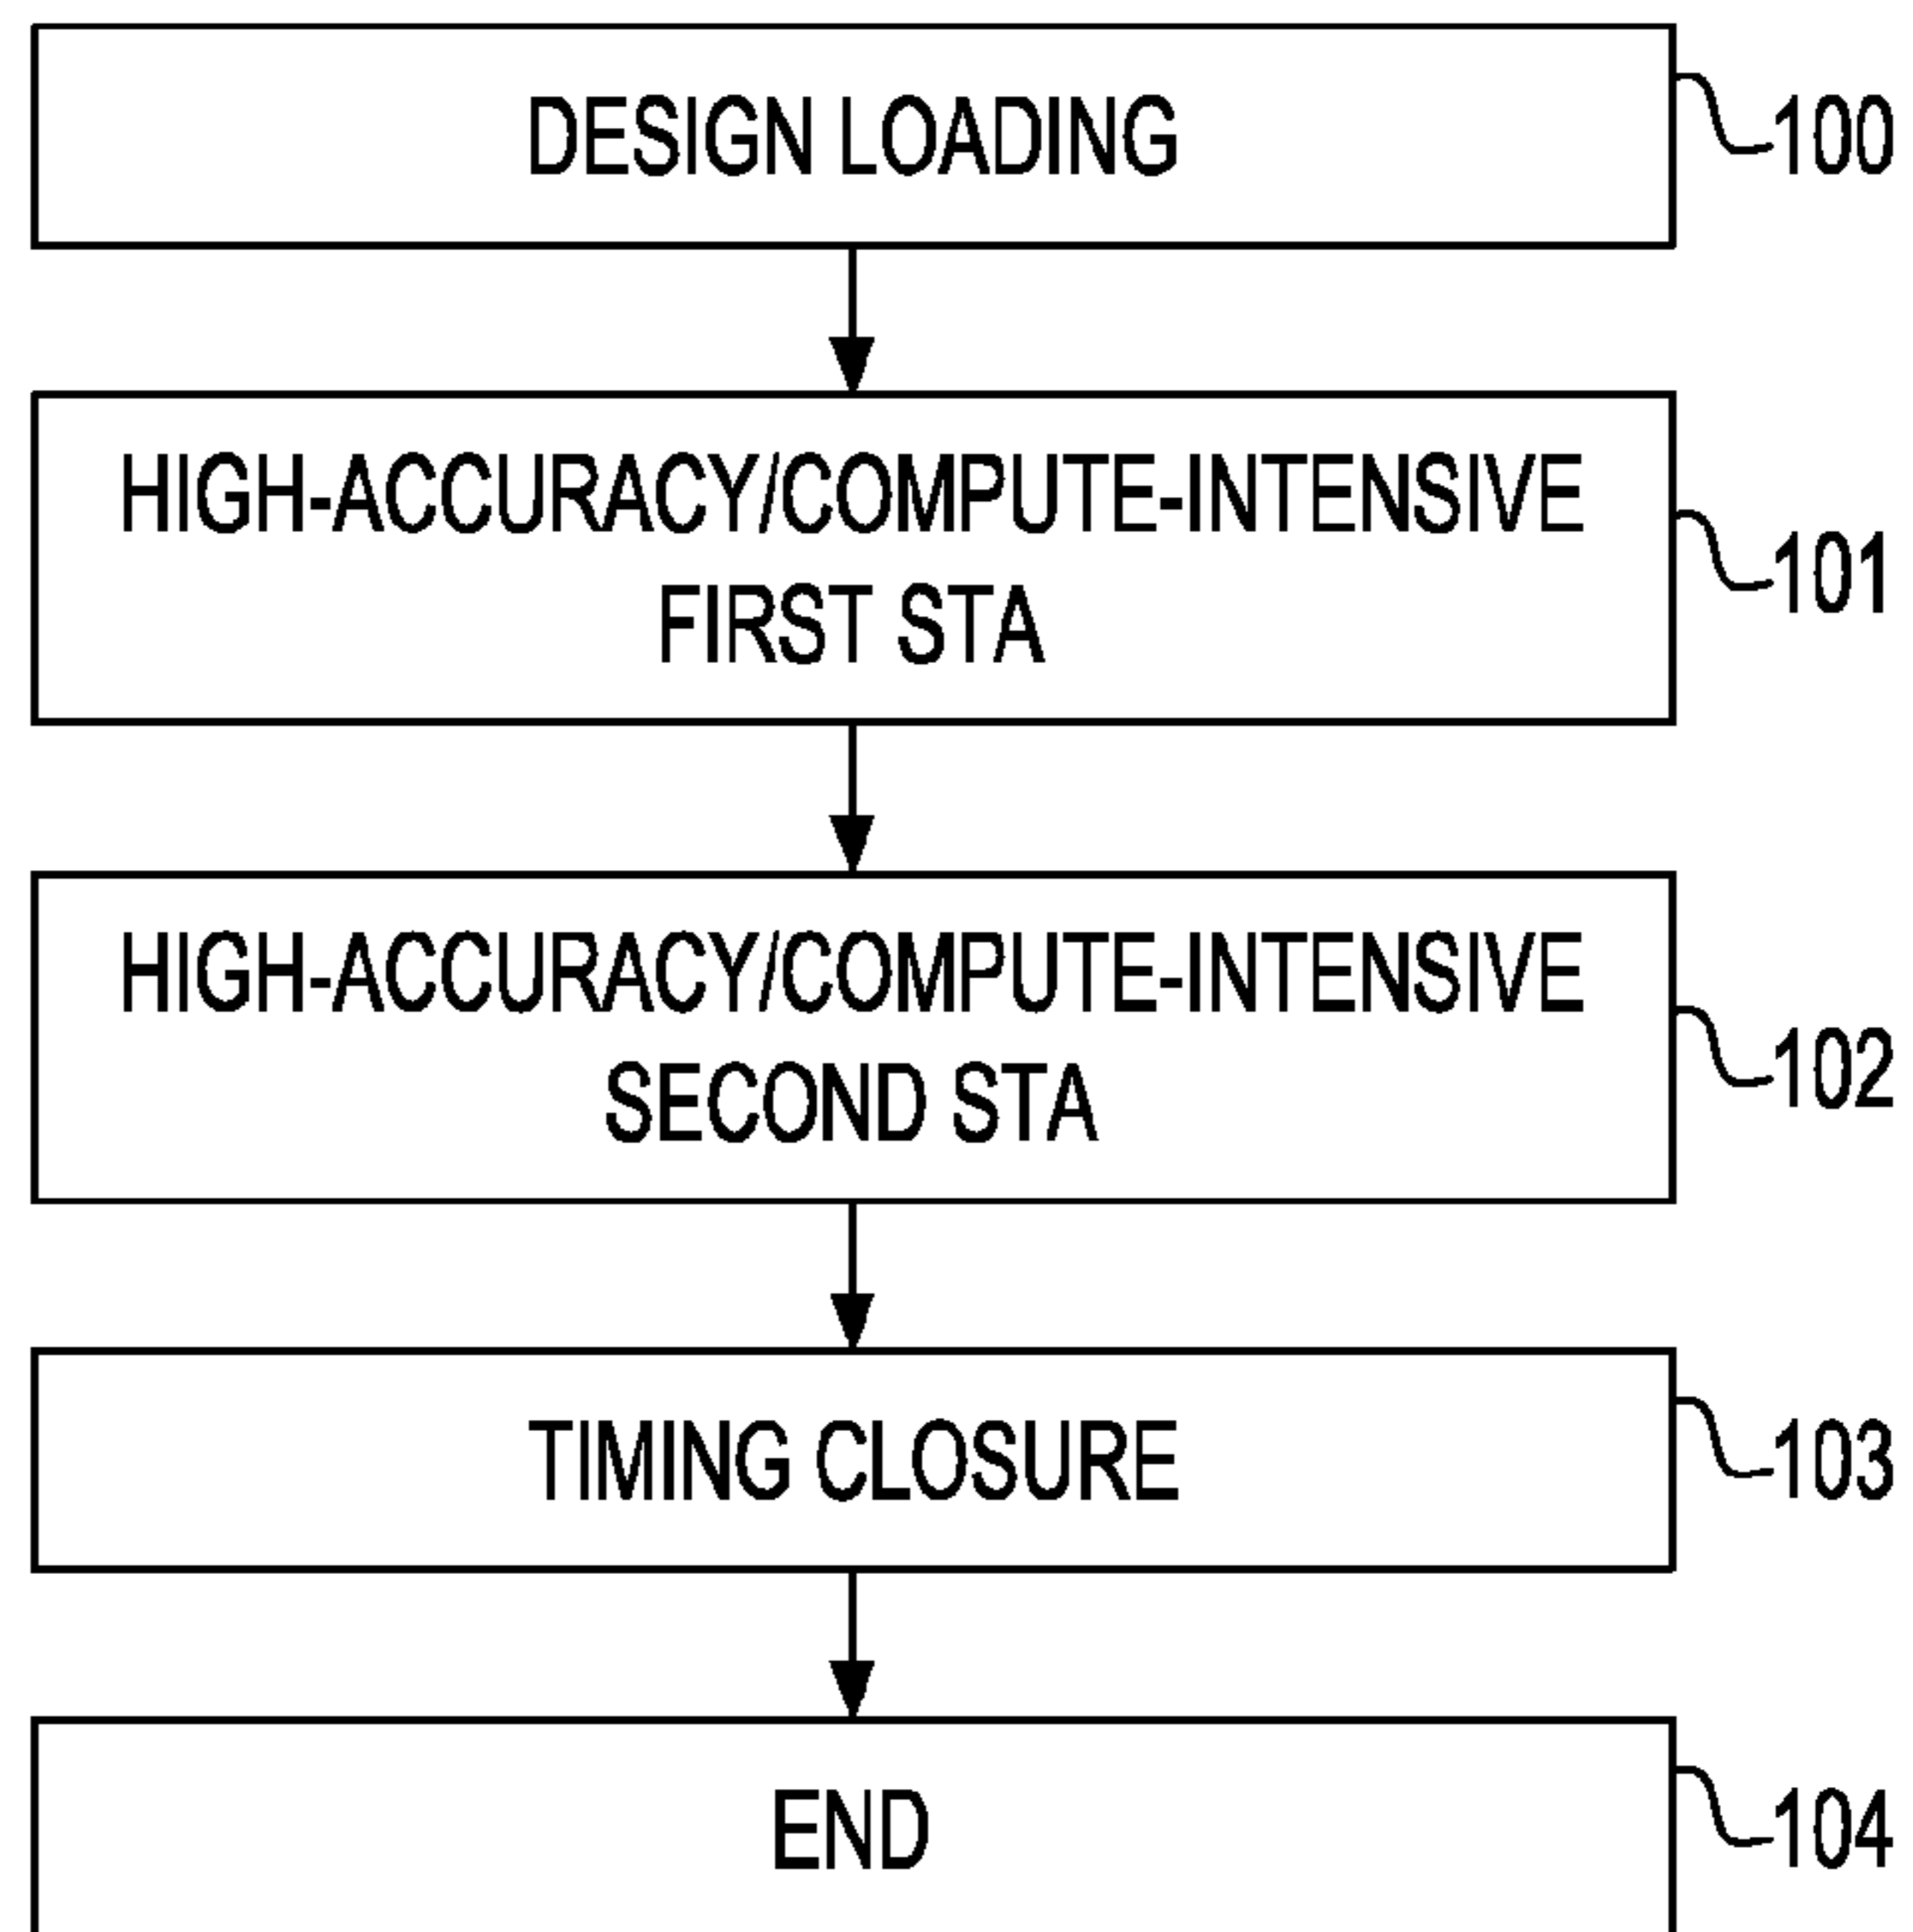 DESIGN LOADING
100
HIGH-ACCURACY/COMPUTE-INTENSIVE
FIRST STA
101
HIGH-ACCURACY/COMPUTE-INTENSIVE
SECOND STA
102
TIMING CLOSURE
103
END
104